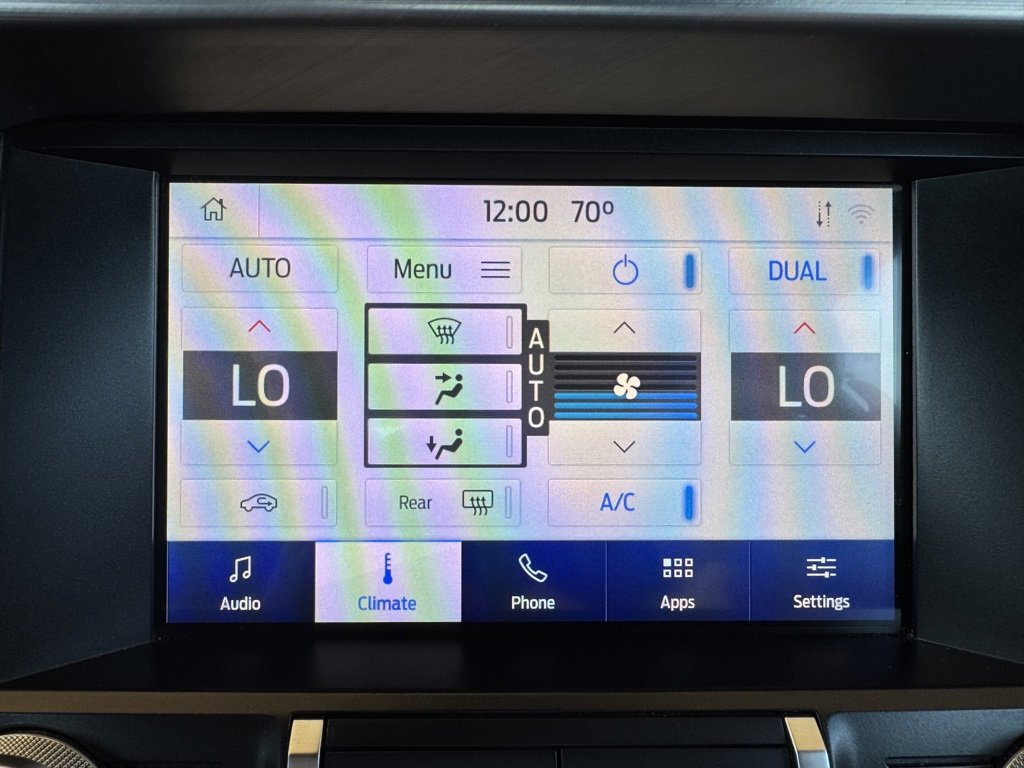 12:00 70º
AUTO
Menu
DUAL
LO
AUTO
LO
Rear
A/C
Audio
Climate
Phone
Apps
Settings